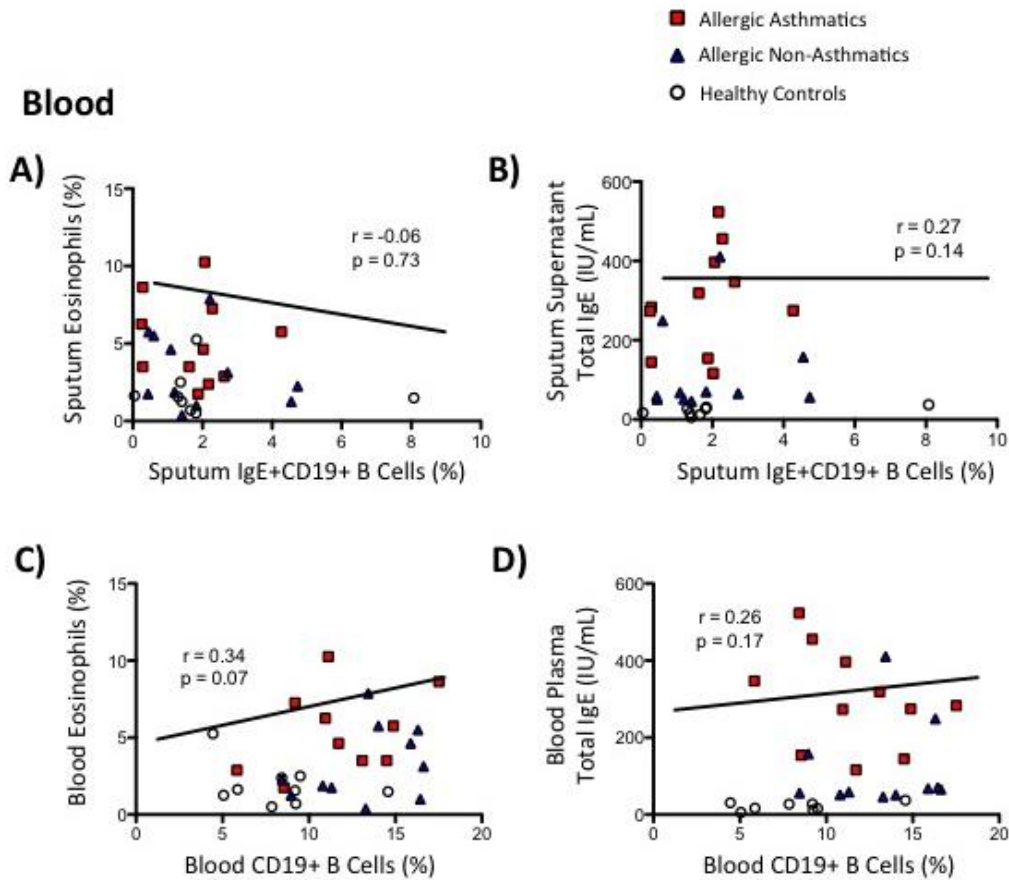 Allergic Asthmatics
Allergic Non-Asthmatics
Healthy Controls
Blood
A)
Sputum Eosinophils (%)
15
10
5
0
r = -0.06
p = 0.73
0 2 4 6 8 10
Sputum IgE+CD19+ B Cells (%)
B)
Sputum Supernatant
Total IgE (IU/mL)
600
400
200
0
r = 0.27
p = 0.14
0 2 4 6 8 10
Sputum IgE+CD19+ B Cells (%)
C)
Blood Eosinophils (%)
15
10
5
0
r = 0.34
p = 0.07
0 5 10 15 20
Blood CD19+ B Cells (%)
D)
Blood Plasma
Total IgE (IU/mL)
600
400
200
0
r = 0.26
p = 0.17
0 5 10 15 20
Blood CD19+ B Cells (%)